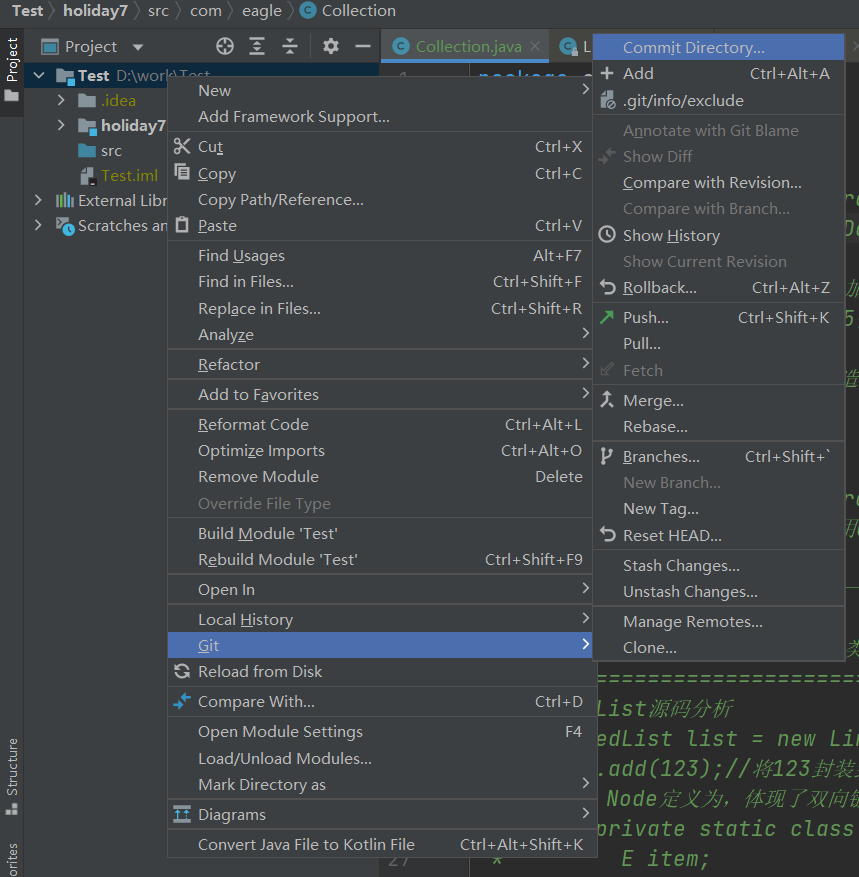 Test holiday7 src com eagle Collection
Project
Project
Collection.java
L
Test D:\work\Test
.idea
holiday7
src
Test.iml
External Libr
Scratches an
Structure
orites
New
Add Framework Support...
Cut Ctrl+X
Copy Ctrl+C
Copy Path/Reference...
Paste Ctrl+V
Find Usages Alt+F7
Find in Files... Ctrl+Shift+F
Replace in Files... Ctrl+Shift+R
Analyze
Refactor
Add to Favorites
Reformat Code Ctrl+Alt+L
Optimize Imports Ctrl+Alt+O
Remove Module Delete
Override File Type
Build Module 'Test'
Rebuild Module 'Test' Ctrl+Shift+F9
Open In
Local History
Git
Reload from Disk
Compare With... Ctrl+D
Open Module Settings F4
Load/Unload Modules...
Mark Directory as
Diagrams
Convert Java File to Kotlin File Ctrl+Alt+Shift+K
Commit Directory...
Add Ctrl+Alt+A
.git/info/exclude
Annotate with Git Blame
Show Diff
Compare with Revision...
Compare with Branch...
Show History
Show Current Revision
Rollback... Ctrl+Alt+Z
Push... Ctrl+Shift+K
Pull...
Fetch
Merge...
Rebase...
Branches... Ctrl+Shift+`
New Branch...
New Tag...
Reset HEAD...
Stash Changes...
Unstash Changes...
Manage Remotes...
Clone...
=======================
List源码分析
edList list = new Lin
.add(123);//将123封装
Node定义为，体现了双向链
private static class
27 * E item;